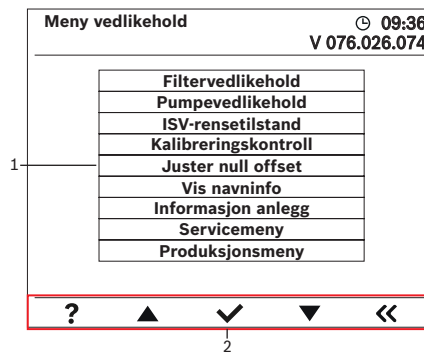 Meny vedlikehold 09:36
V 076.026.074
Filtervedlikehold
Pumpevedlikehold
ISV-rensetilstand
Kalibreringskontroll
1 Juster null offset
Vis navninfo
Informasjon anlegg
Servicemeny
Produksjonsmeny
?
2